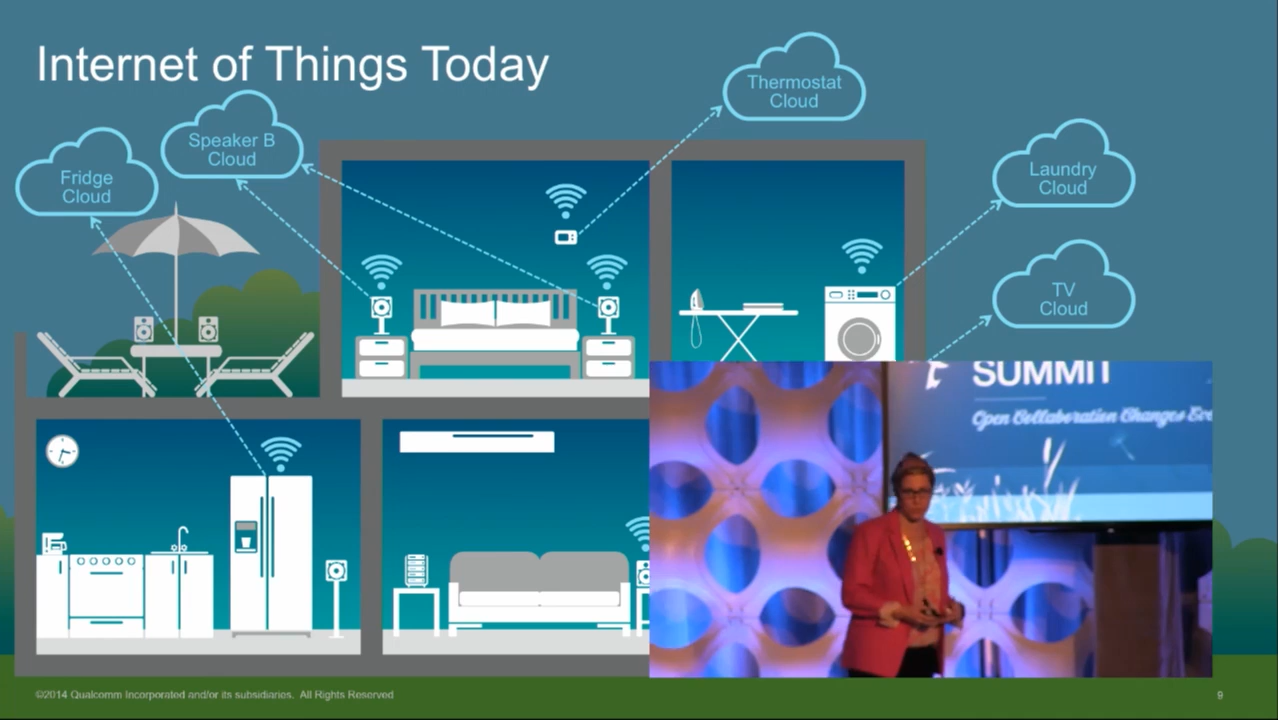 Internet of Things Today
Thermostat
Cloud
Speaker B
Cloud
Fridge
Cloud
Laundry
Cloud
TV
Cloud
SUMMIT
Open Collaboration Changes
©2014 Qualcomm Incorporated and/or its subsidiaries. All Rights Reserved
9